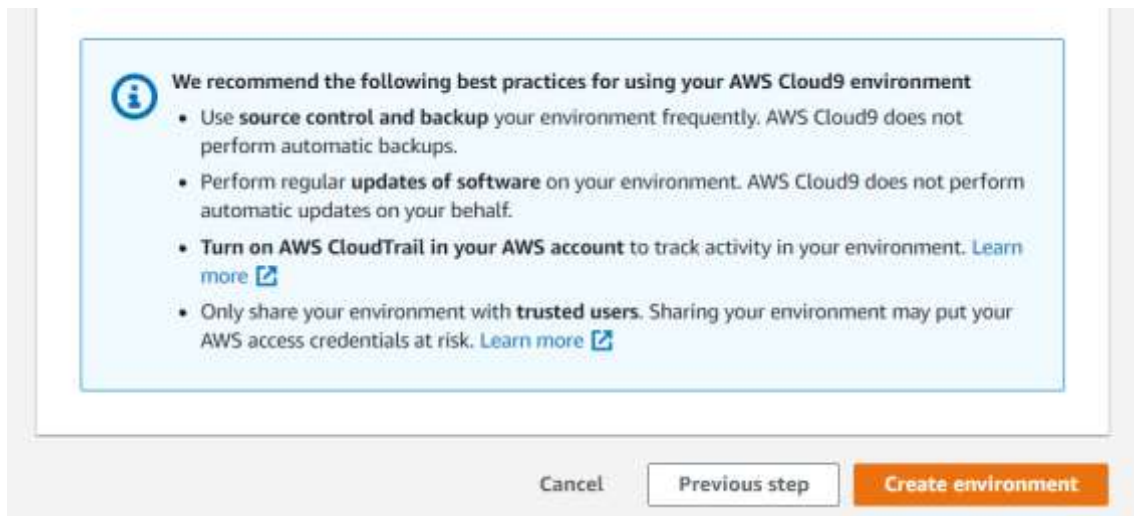 We recommend the following best practices for using your AWS Cloud9 environment
• Use source control and backup your environment frequently. AWS Cloud9 does not
perform automatic backups.
• Perform regular updates of software on your environment. AWS Cloud9 does not perform
automatic updates on your behalf.
• Turn on AWS CloudTrail in your AWS account to track activity in your environment. Learn
more
• Only share your environment with trusted users. Sharing your environment may put your
AWS access credentials at risk. Learn more
Cancel
Previous step
Create environment